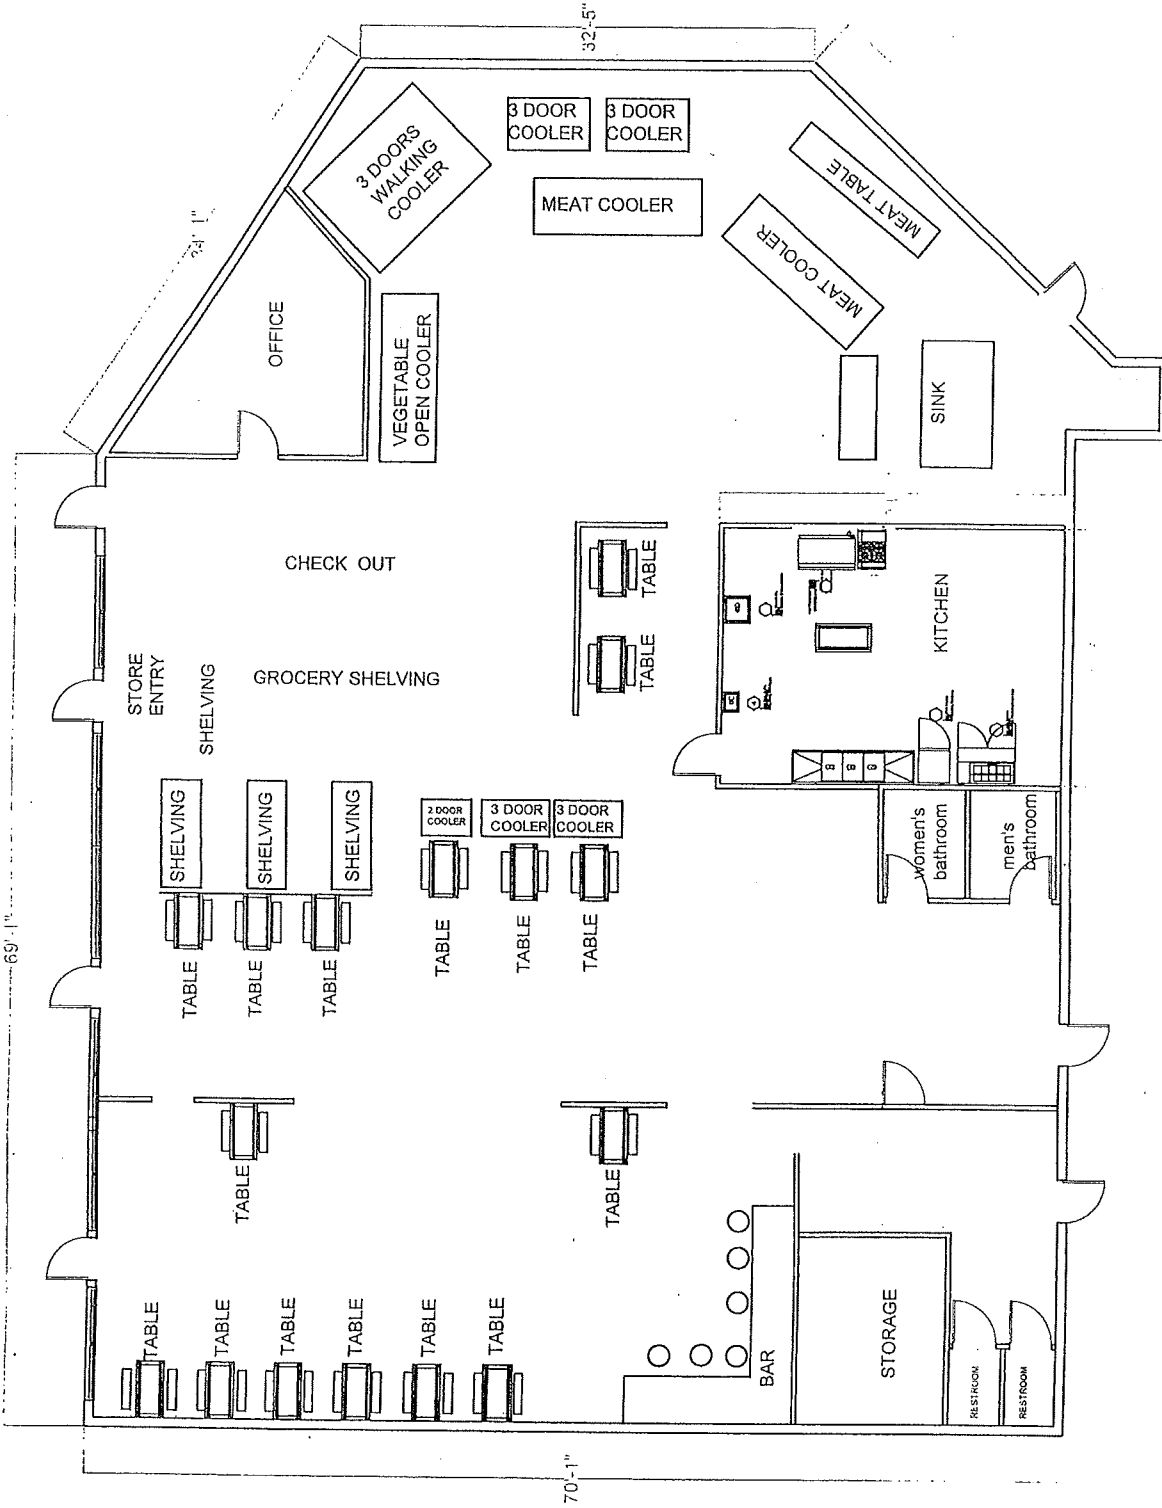 32'-5"
3 DOORS
WALKING
COOLER
3 DOOR
COOLER
3 DOOR
COOLER
MEAT COOLER
MEAT TABLE
MEAT COOLER
OFFICE
VEGETABLE
OPEN COOLER
SINK
CHECK OUT
STORE
ENTRY
SHELVING
GROCERY SHELVING
TABLE
TABLE
KITCHEN
SHELVING
SHELVING
SHELVING
2 DOOR
COOLER
3 DOOR
COOLER
3 DOOR
COOLER
women's
bathroom
men's
bathroom
TABLE
TABLE
TABLE
TABLE
TABLE
TABLE
69'-1"
TABLE
TABLE
TABLE
TABLE
TABLE
TABLE
TABLE
TABLE
BAR
STORAGE
RESTROOM
RESTROOM
70'-1"